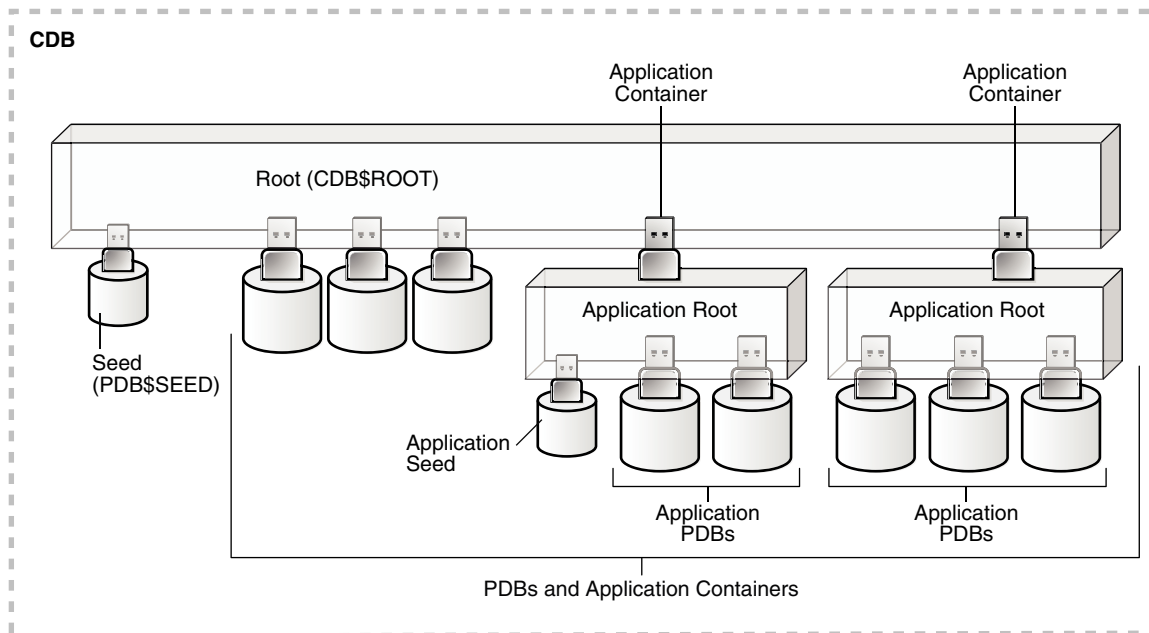 CDB
Application
Container
Application
Container
Root (CDB$ROOT)
Application Root
Application Root
Seed
(PDB$SEED)
Application
Seed
Application
PDBs
Application
PDBs
PDBs and Application Containers